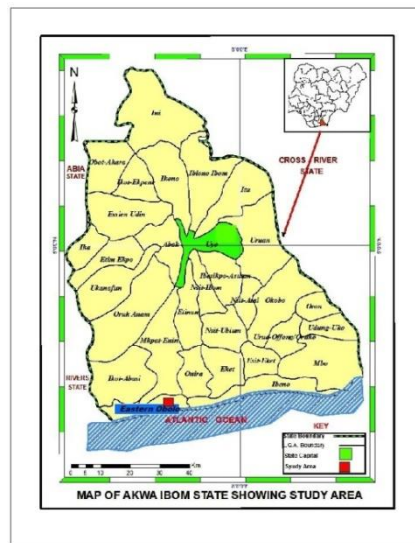 N
Ini
ABIA
STATE
Obot-Akara
Ikono
Ibiono Ibom
Ikot-Ekpene
Itu
CROSS RIVER
STATE
Essien Udim
Ika
Abak
Uyo
Uruan
Etim Ekpo
Ibesikpo-Asutan
Ukanafun
Nsit-Ibom
Nsit-Atai
Okobo
Oruk Anam
Etinan
Oron
Nsit-Ubium
Udung-Uko
Urue-Offong/Oruko
Mkpat-Enin
Esit-Eket
Mbo
RIVERS
STATE
Ikot-Abasi
Onna
Eket
Ibeno
Eastern Obolo
ATLANTIC OCEAN
KEY
State Boundary
L.G.A. Boundary
State Capital
Study Area
Km
MAP OF AKWA IBOM STATE SHOWING STUDY AREA